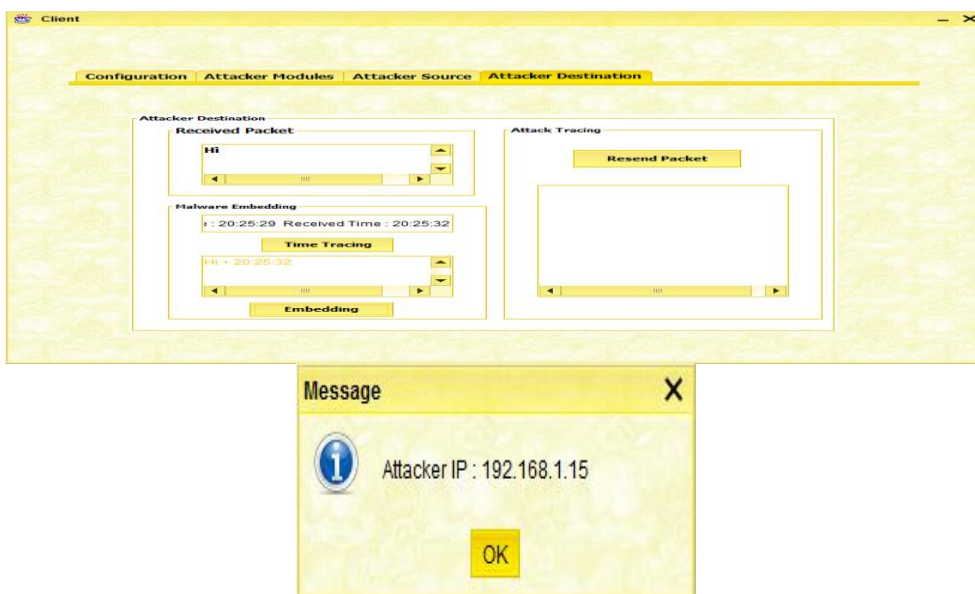 Client
Configuration Attacker Modules Attacker Source Attacker Destination
Attacker Destination
Received Packet
Hi
Malware Embedding
: 20:25:29 Received Time : 20:25:32
Time Tracing
Hi + 20:25:32
Embedding
Attack Tracing
Resend Packet
Message
Attacker IP : 192.168.1.15
OK